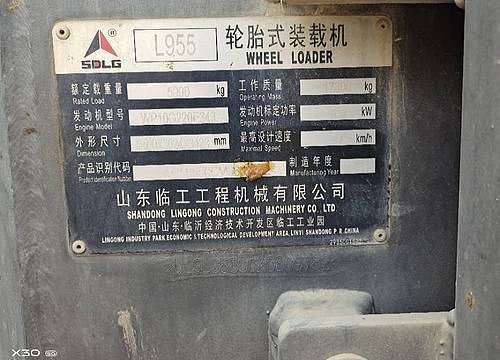 SDLG
®
L955
轮胎式装载机
WHEEL LOADER
额定载重量 5000 kg
Rated Load
工作质量 kg
Operating Mass
发动机型号
Engine Model
发动机标定功率 kW
Engine Power
外形尺寸 mm
Dimension
最高设计速度 km/h
Maximal Speed
产品识别代码
Product Identification Number
制造年度
Manufacturing Year
山东临工工程机械有限公司
SHANDONG LINGONG CONSTRUCTION MACHINERY CO., LTD.
中国·山东·临沂经济技术开发区临工工业园
LINGONG INDUSTRY PARK ECONOMIC & TECHNOLOGICAL DEVELOPMENT AREA LINYI SHANDONG P R CHINA
X30